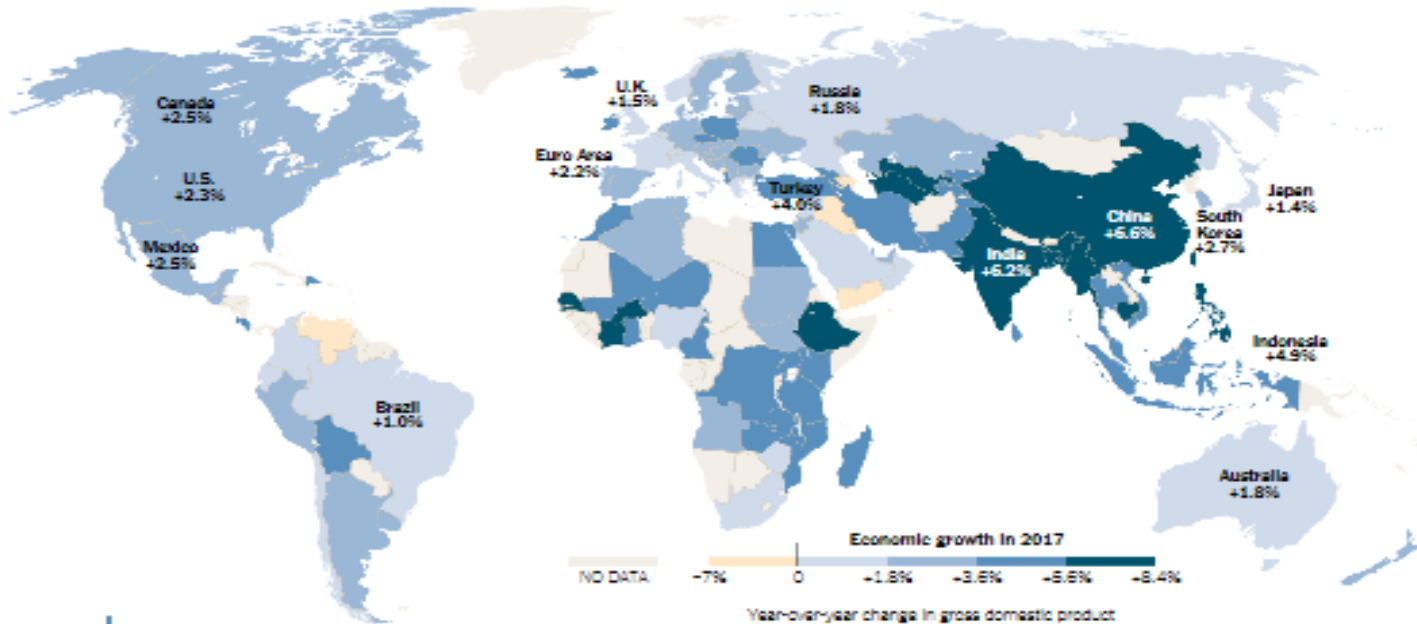 Canada
+2.5%
U.S.
+2.3%
Mexico
+2.5%
Brazil
+1.0%
U.K.
+1.5%
Euro Area
+2.2%
Russia
+1.8%
Turkey
+4.0%
China
+6.6%
India
+6.2%
South
Korea
+2.7%
Japan
+1.4%
Indonesia
+4.9%
Australia
+1.8%
Economic growth in 2017
NO DATA -7% 0 +1.8% +3.6% +5.6% +8.4%
Year-over-year change in gross domestic product